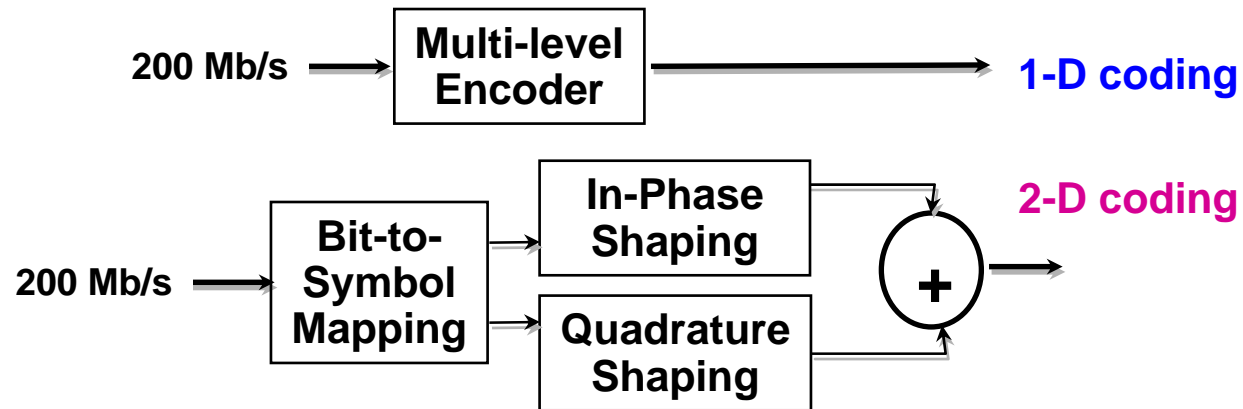 200 Mb/s
Multi-level
Encoder
1-D coding
200 Mb/s
Bit-to-
Symbol
Mapping
In-Phase
Shaping
Quadrature
Shaping
+
2-D coding